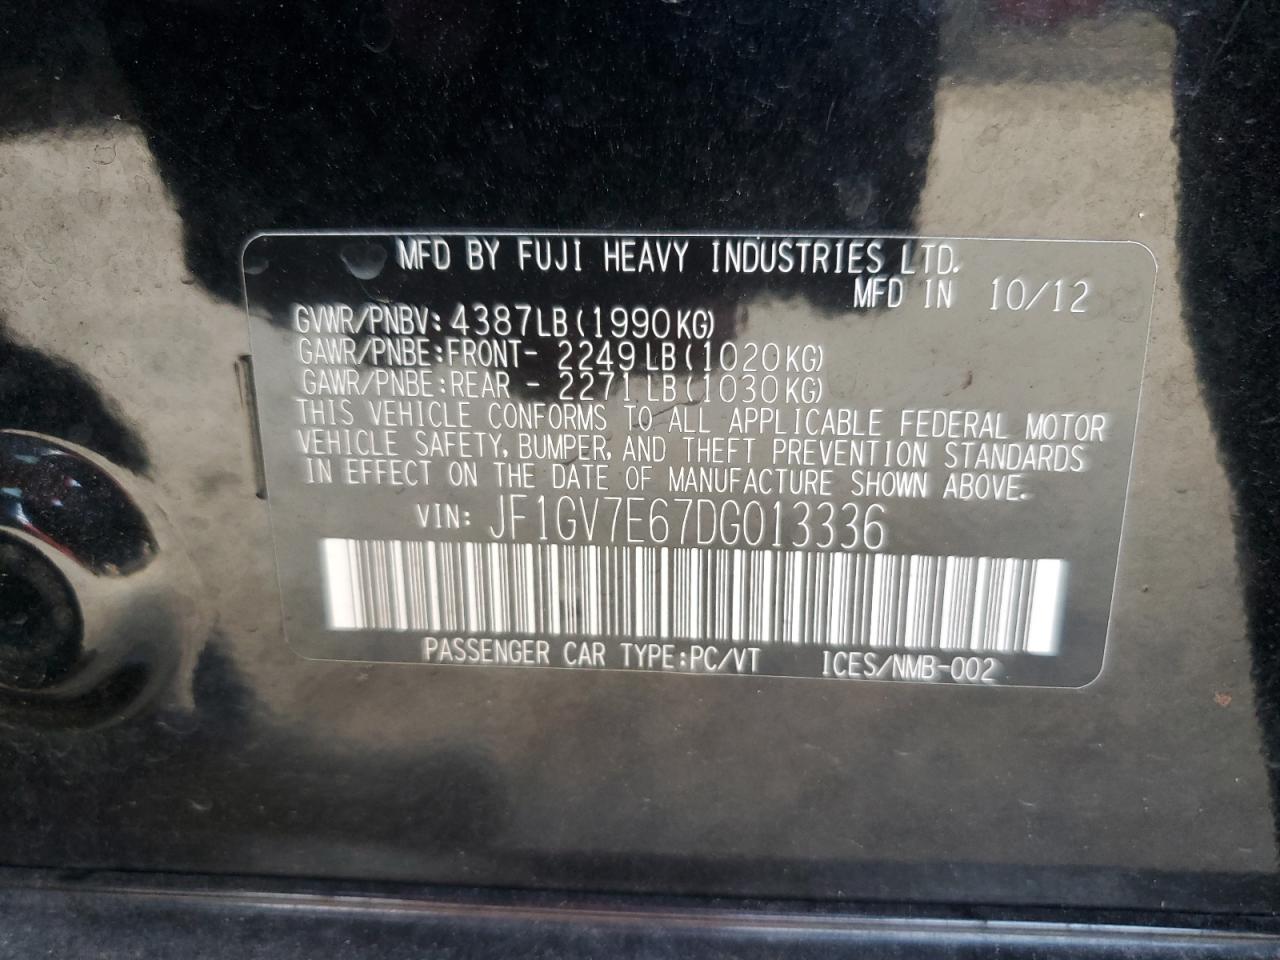 MFD BY FUJI HEAVY INDUSTRIES LTD.
MFD IN 10/12
GVWR/PNBV: 4387LB(1990KG)
GAWR/PNBE:FRONT- 2249LB(1020KG)
GAWR/PNBE:REAR - 2271LB(1030KG)
THIS VEHICLE CONFORMS TO ALL APPLICABLE FEDERAL MOTOR
VEHICLE SAFETY, BUMPER, AND THEFT PREVENTION STANDARDS
IN EFFECT ON THE DATE OF MANUFACTURE SHOWN ABOVE.
VIN: JF1GV7E67DG013336
PASSENGER CAR TYPE:PC/VT ICES/NMB-002